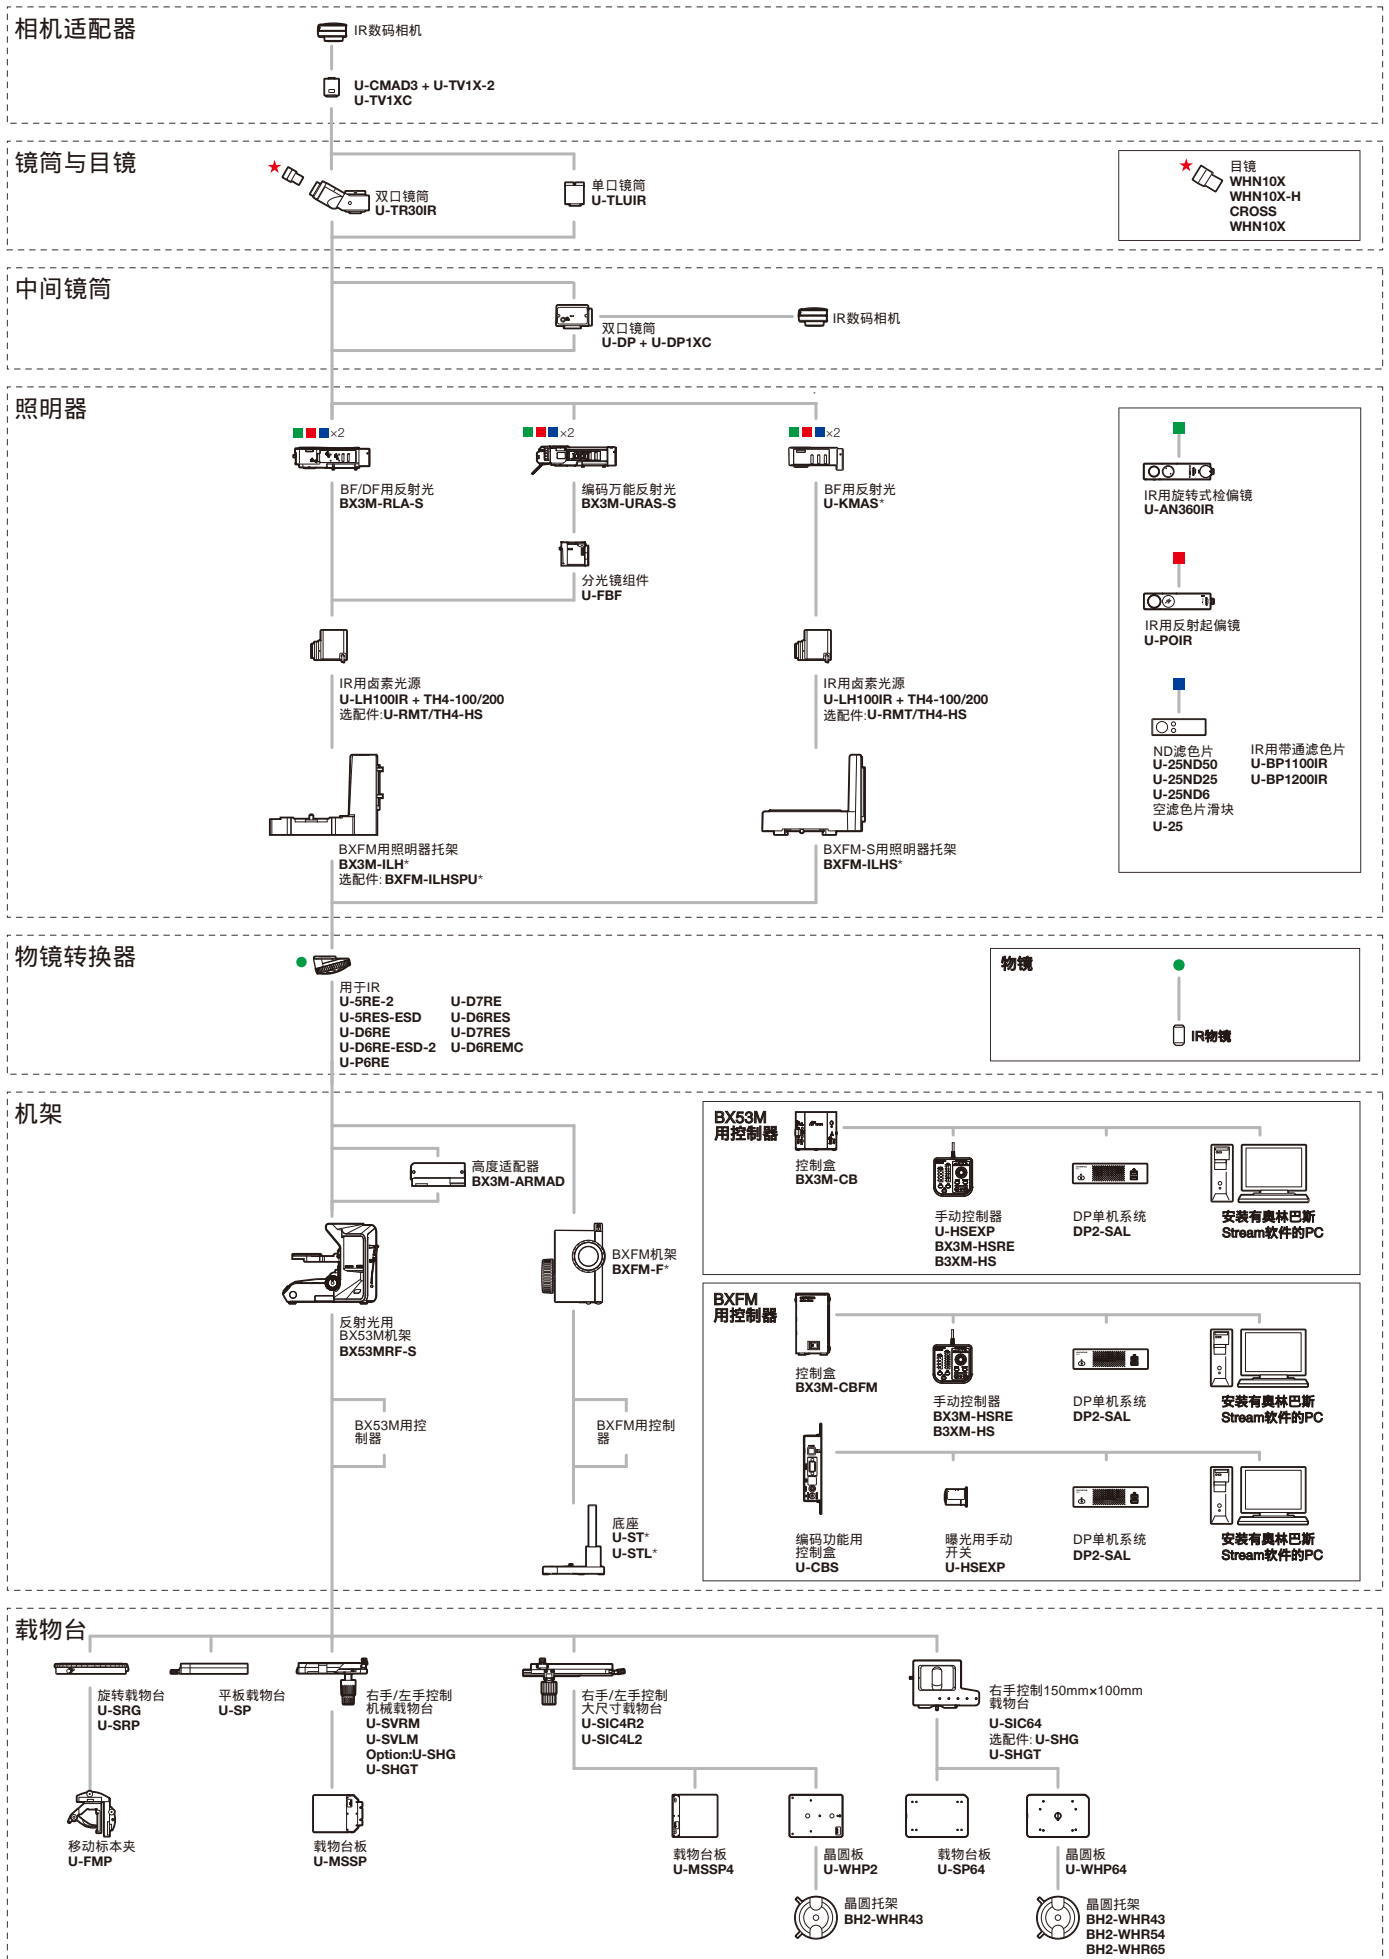 相机适配器
IR数码相机
U-CMAD3 + U-TV1X-2
U-TV1XC
镜筒与目镜
双口镜筒
U-TR30IR
单口镜筒
U-TLUIR
目镜
WHN10X
WHN10X-H
CROSS
WHN10X
中间镜筒
双口镜筒
U-DP + U-DP1XC
IR数码相机
照明器
×2
×2
×2
BF/DF用反射光
BX3M-RLA-S
编码万能反射光
BX3M-URAS-S
BF用反射光
U-KMAS*
分光镜组件
U-FBF
IR用卤素光源
U-LH100IR + TH4-100/200
选配件:U-RMT/TH4-HS
IR用卤素光源
U-LH100IR + TH4-100/200
选配件:U-RMT/TH4-HS
BXFM用照明器托架
BX3M-ILH*
选配件: BXFM-ILHSPU*
BXFM-S用照明器托架
BXFM-ILHS*
IR用旋转式检偏镜
U-AN360IR
IR用反射起偏镜
U-POIR
ND滤色片
U-25ND50
U-25ND25
U-25ND6
空滤色片滑块
U-25
IR用带通滤色片
U-BP1100IR
U-BP1200IR
物镜转换器
用于IR
U-5RE-2
U-5RES-ESD
U-D6RE
U-D6RE-ESD-2
U-P6RE
U-D7RE
U-D6RES
U-D7RES
U-D6REMC
物镜
IR物镜
机架
高度适配器
BX3M-ARMAD
反射光用
BX53M机架
BX53MRF-S
BXFM机架
BXFM-F*
BX53M用控
制器
BXFM用控制
器
底座
U-ST*
U-STL*
BX53M
用控制器
控制盒
BX3M-CB
手动控制器
U-HSEXP
BX3M-HSRE
B3XM-HS
DP单机系统
DP2-SAL
安装有奥林巴斯
Stream软件的PC
BXFM
用控制器
控制盒
BX3M-CBFM
手动控制器
BX3M-HSRE
B3XM-HS
DP单机系统
DP2-SAL
安装有奥林巴斯
Stream软件的PC
编码功能用
控制盒
U-CBS
曝光用手动
开关
U-HSEXP
DP单机系统
DP2-SAL
安装有奥林巴斯
Stream软件的PC
载物台
旋转载物台
U-SRG
U-SRP
平板载物台
U-SP
右手/左手控制
机械载物台
U-SVRM
U-SVLM
Option:U-SHG
U-SHGT
右手/左手控制
大尺寸载物台
U-SIC4R2
U-SIC4L2
右手控制150mm×100mm
载物台
U-SIC64
选配件: U-SHG
U-SHGT
移动标本夹
U-FMP
载物台板
U-MSSP
载物台板
U-MSSP4
晶圆板
U-WHP2
载物台板
U-SP64
晶圆板
U-WHP64
晶圆托架
BH2-WHR43
晶圆托架
BH2-WHR43
BH2-WHR54
BH2-WHR65